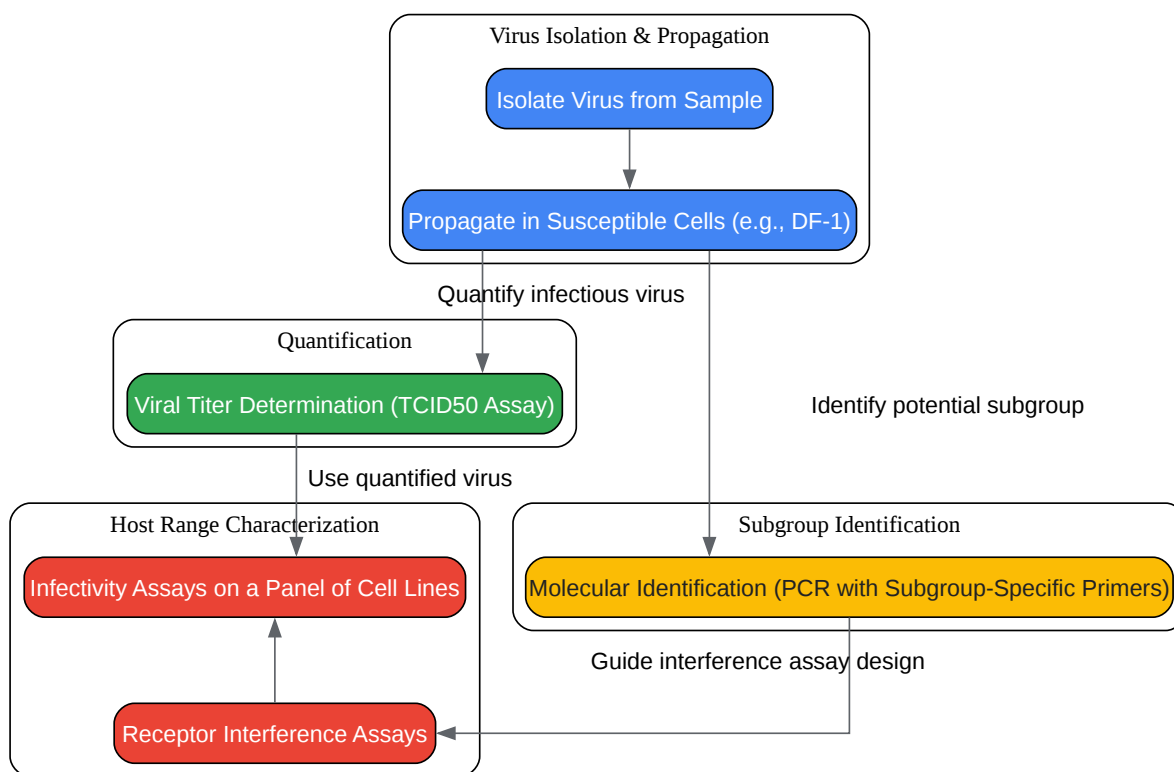 Virus Isolation & Propagation
Isolate Virus from Sample
Propagate in Susceptible Cells (e.g., DF-1)
Quantify infectious virus
Quantification
Viral Titer Determination (TCID50 Assay)
Identify potential subgroup
Use quantified virus
Host Range Characterization
Subgroup Identification
Infectivity Assays on a Panel of Cell Lines
Molecular Identification (PCR with Subgroup-Specific Primers)
Guide interference assay design
Receptor Interference Assays